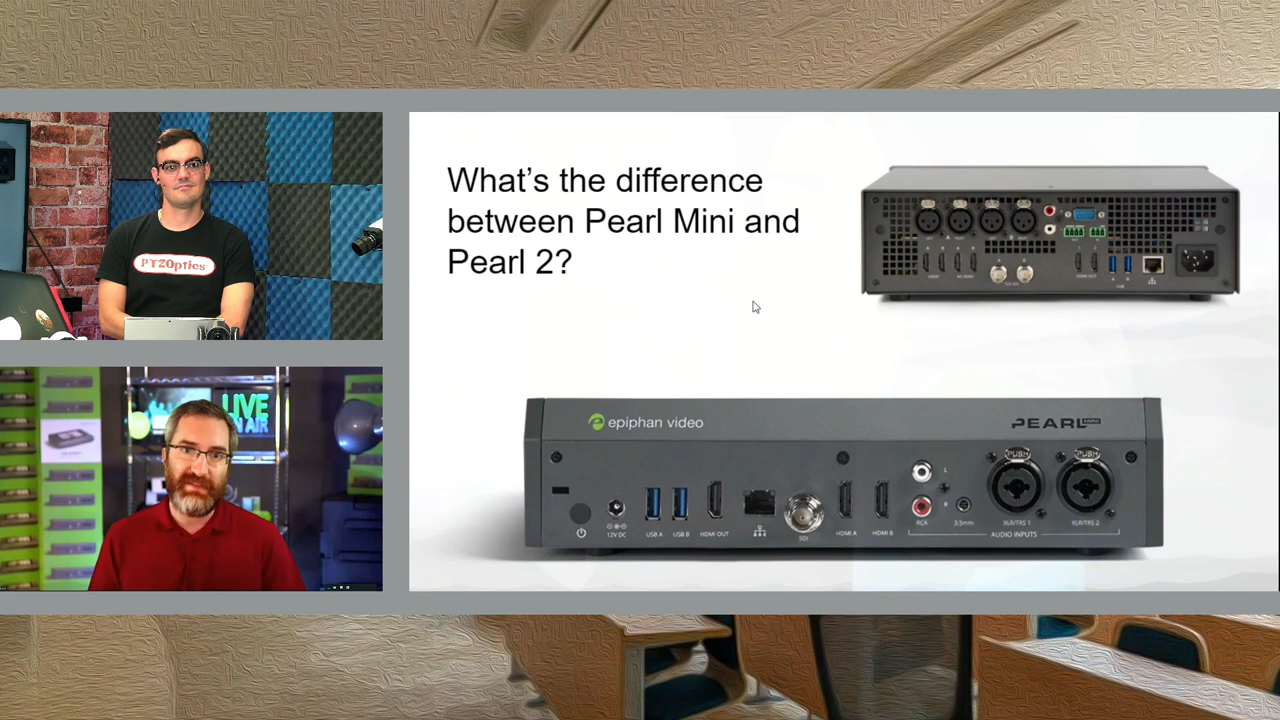 PTZOptics
LIVE
ON AIR
What's the difference
between Pearl Mini and
Pearl 2?
epiphan video
PEARL
12V DC
USB A
USB B
HDMI OUT
SDI
HDMI A
HDMI B
L
R
RCA
3.5mm
PUSH
PUSH
XLR/TRS 1
XLR/TRS 2
AUDIO INPUTS